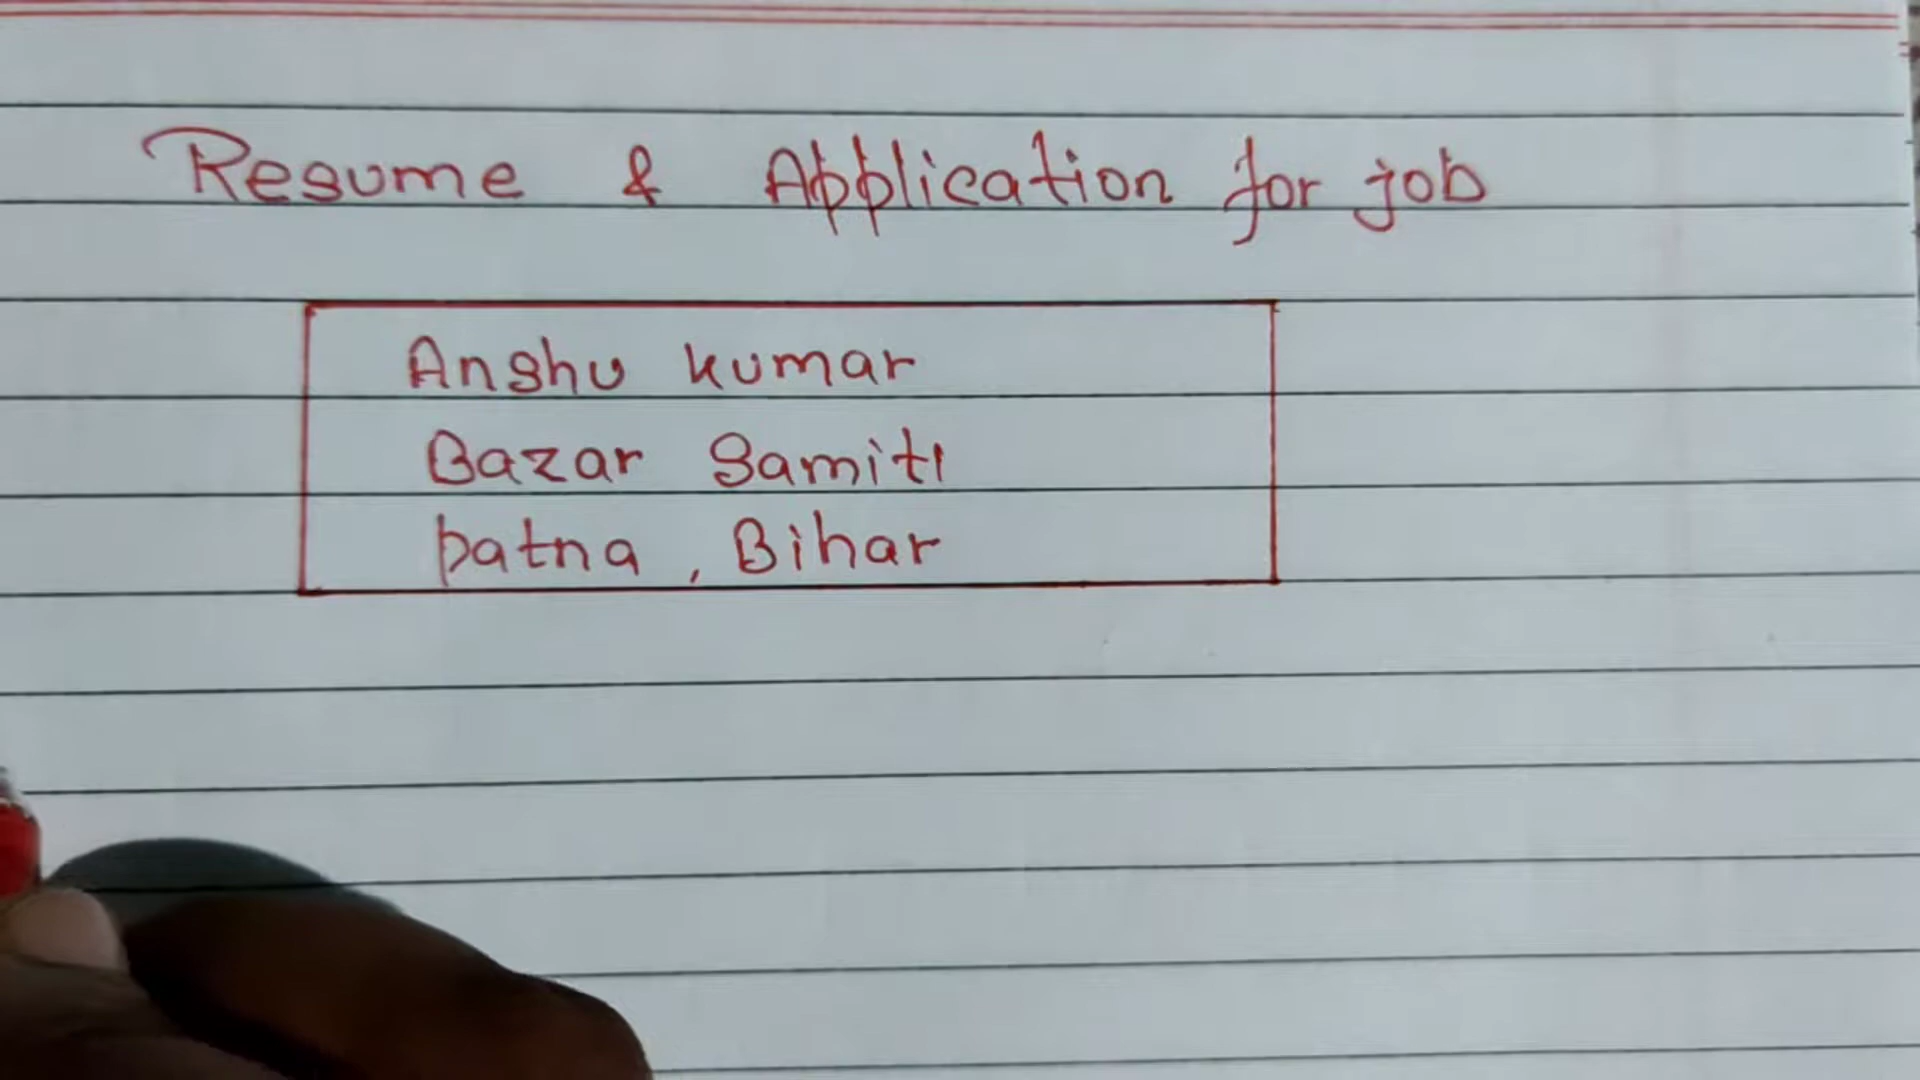 Resume & Application for job
Anshu kumar
Bazar Samiti
patna, Bihar